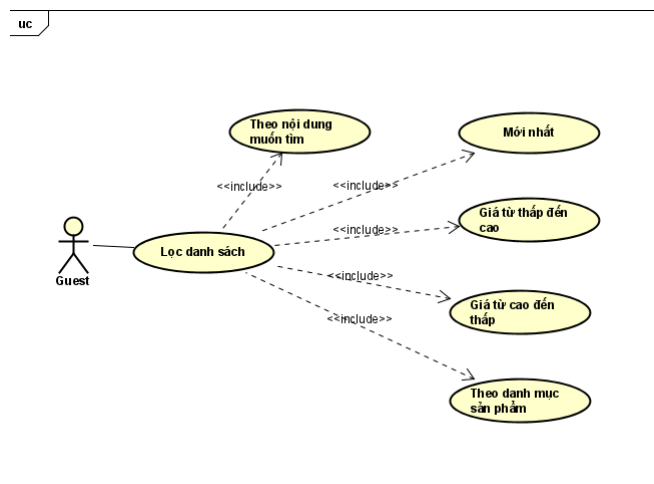 uc
Theo nội dung
muốn tìm
Mới nhất
<<include>>
<<include>>
Giá từ thấp đến
cao
<<include>>
Lọc danh sách
Guest
<<include>>
Giá từ cao đến
thấp
<<include>>
Theo danh mục
sản phẩm